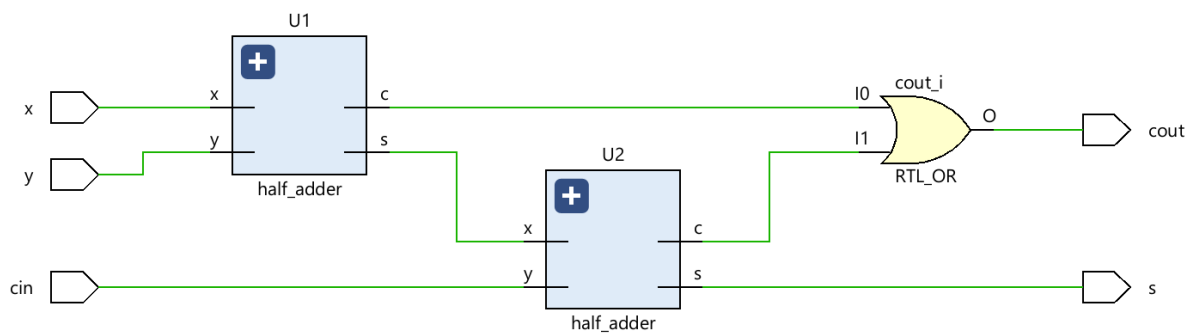 U1
x
x
c
y
y
s
half_adder
cout_i
I0
I1
O
RTL_OR
cout
U2
x
c
cin
y
s
s
half_adder